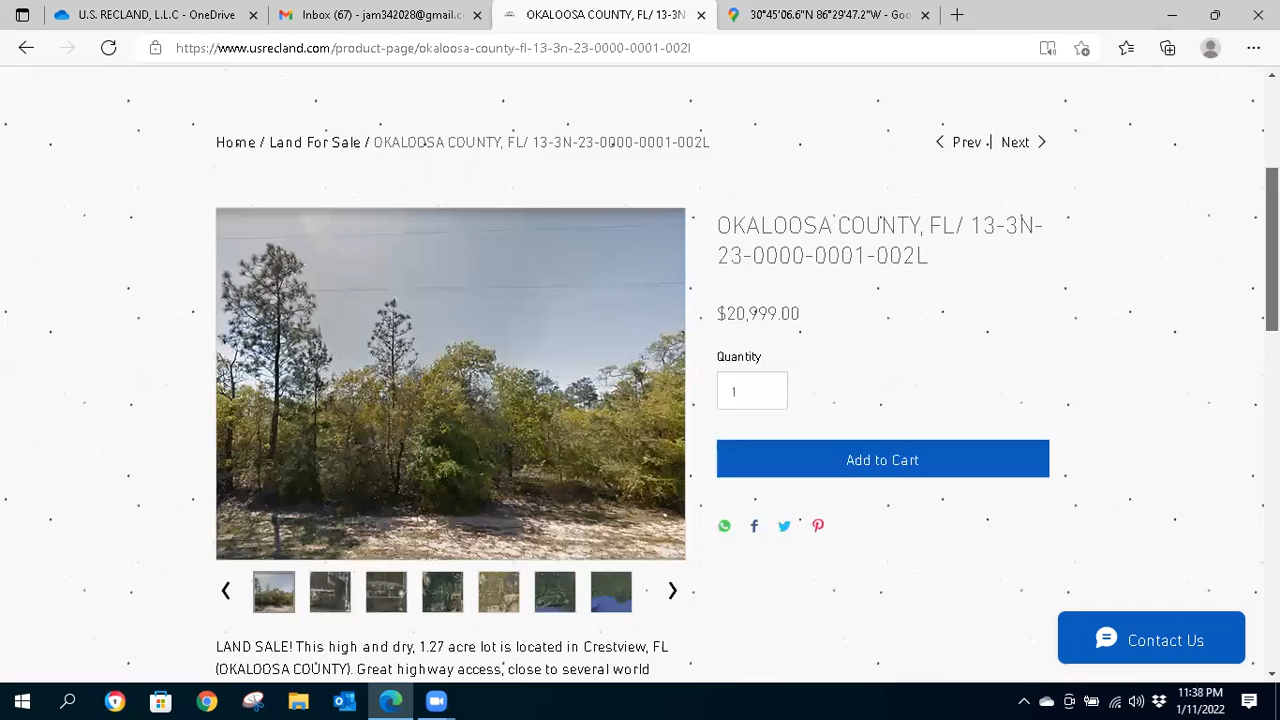 U.S. RECLAND, L.L.C - OneDrive
Inbox (67) - jam342028@gmail.c
OKALOOSA COUNTY, FL/ 13-3N-
30°45'06.6"N 86°29'47.2"W - Goo
https://www.usrecland.com/product-page/okaloosa-county-fl-13-3n-23-0000-0001-002l
Home / Land For Sale / OKALOOSA COUNTY, FL/ 13-3N-23-0000-0001-002L
Prev | Next
OKALOOSA COUNTY, FL/ 13-3N-
23-0000-0001-002L
$20,999.00
Quantity
1
Add to Cart
LAND SALE! This high and dry, 1.27 acre lot is located in Crestview, FL
(OKALOOSA COUNTY). Great highway access, close to several world
Contact Us
11:38 PM
1/11/2022